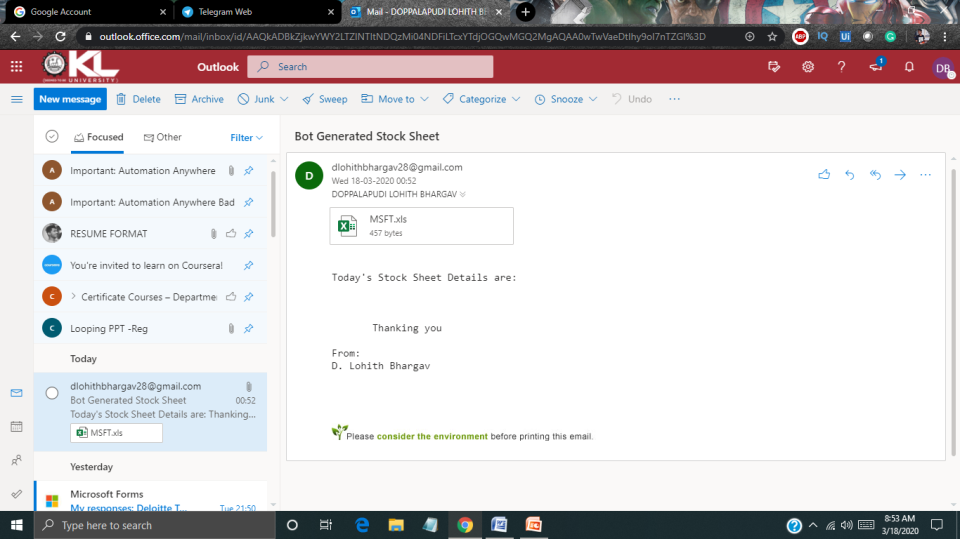 Google Account
Telegram Web
Mail - DOPPALAPUDI LOHITH BH
outlook.office.com/mail/inbox/id/
KL
UNIVERSITY
Outlook
Search
1
DB
New message
Delete
Archive
Junk
Sweep
Move to
Categorize
Snooze
Undo
Focused
Other
Filter
A
Important: Automation Anywhere
A
Important: Automation Anywhere Bad
RESUME FORMAT
You're invited to learn on Coursera!
C
Certificate Courses – Departme
C
Looping PPT -Reg
Today
dlohithbhargav28@gmail.com
Bot Generated Stock Sheet 00:52
Today's Stock Sheet Details are: Thanking...
MSFT.xls
Yesterday
Microsoft Forms
My responses: Deloitte T... Tue 21:50
Bot Generated Stock Sheet
D
dlohithbhargav28@gmail.com
Wed 18-03-2020 00:52
DOPPALAPUDI LOHITH BHARGAV
MSFT.xls
457 bytes
Today's Stock Sheet Details are:
Thanking you
From:
D. Lohith Bhargav
Please consider the environment before printing this email.
Type here to search
8:53 AM
3/18/2020